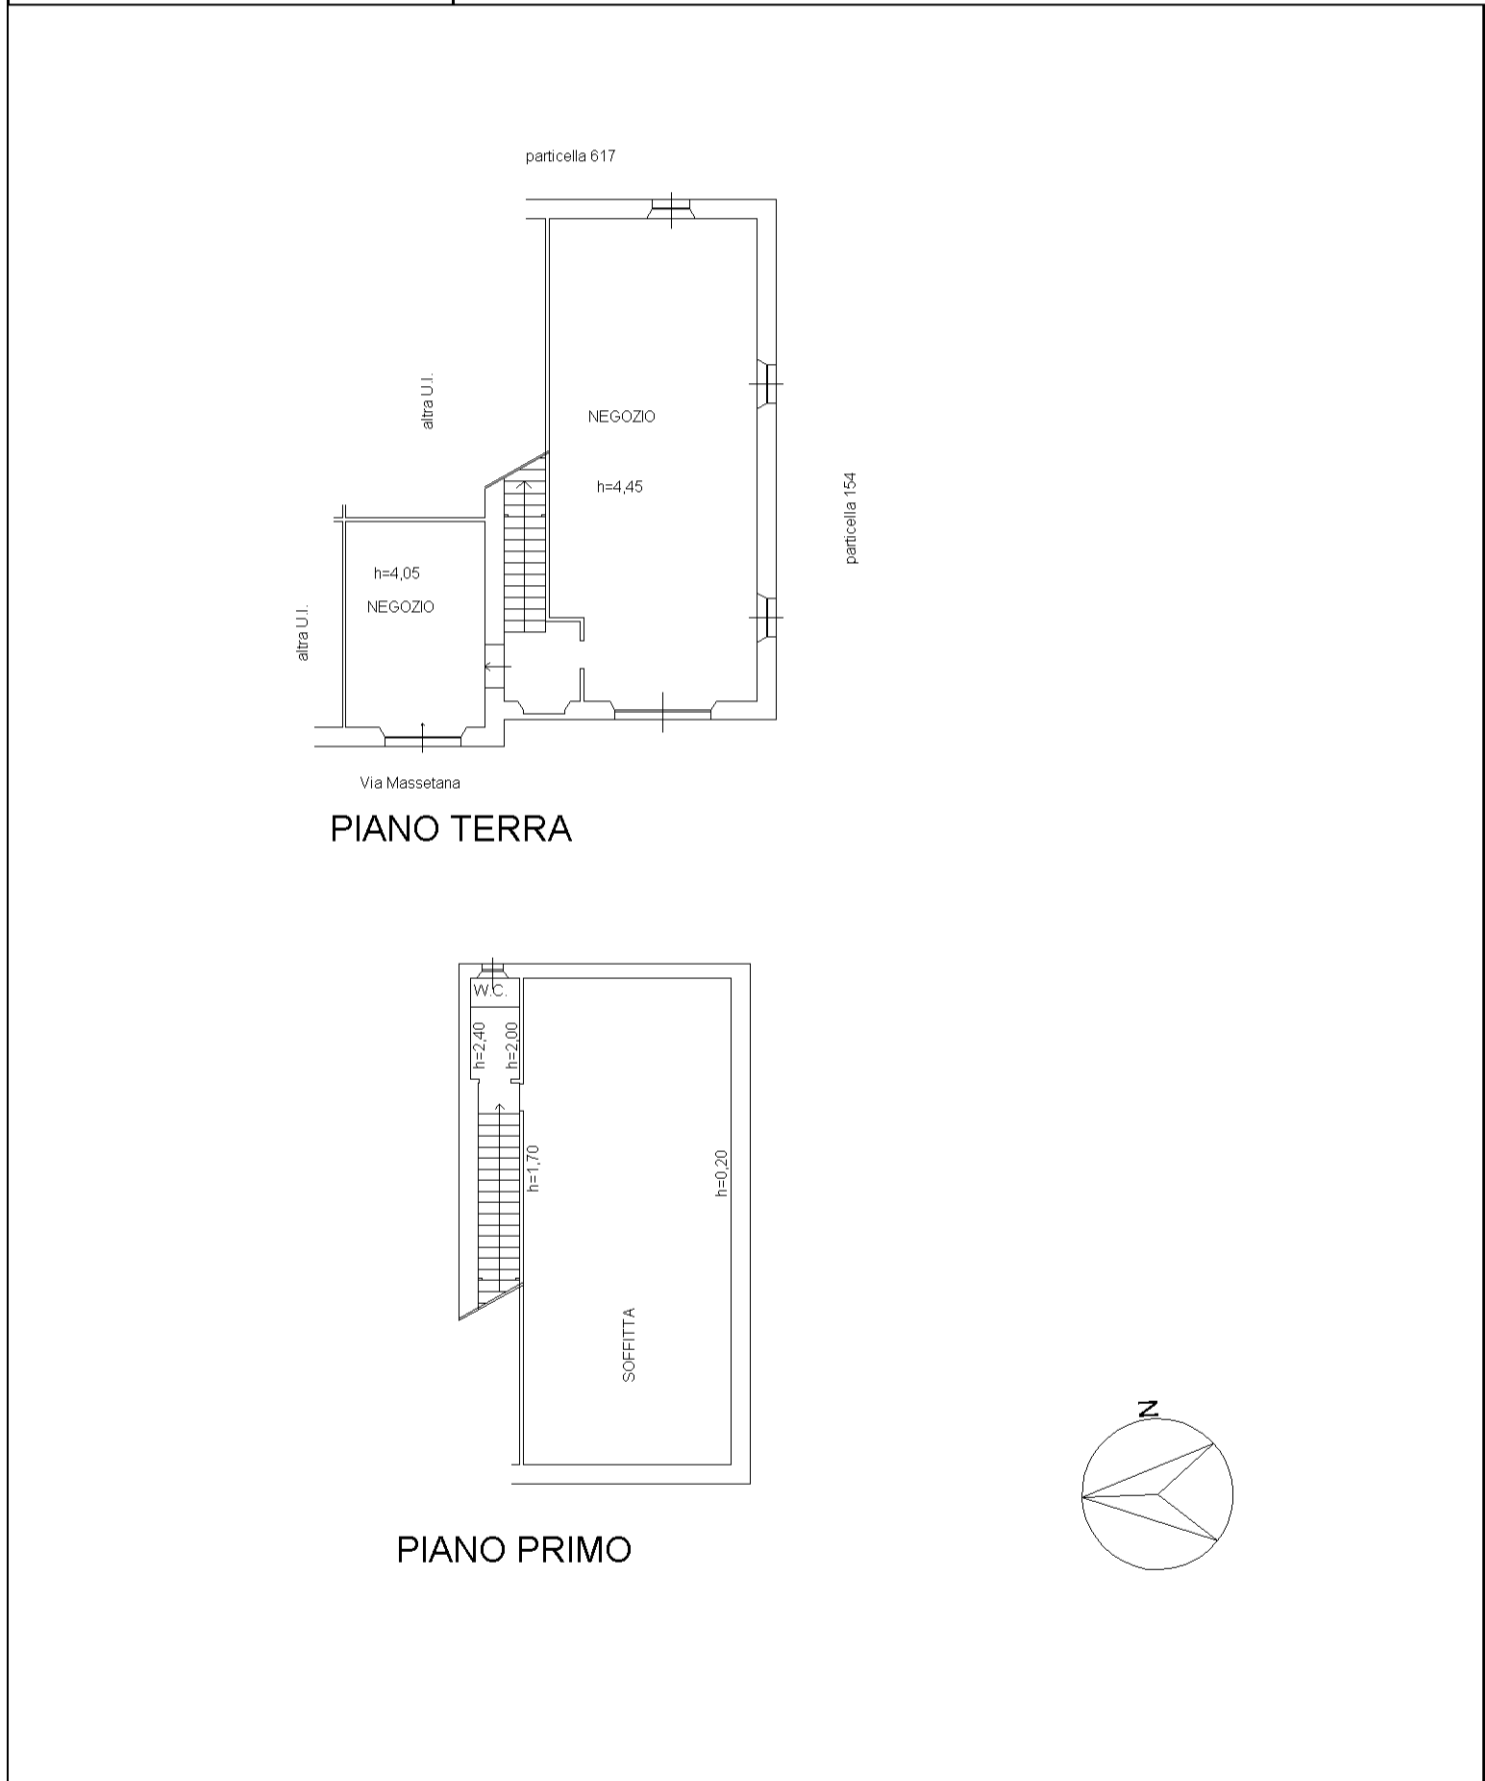 particella 617
altra U.I.
NEGOZIO
h=4,45
particella 154
h=4,05
NEGOZIO
altra U.I.
Via Massetana
PIANO TERRA
W.C.
h=2,40
h=2,00
h=1,70
h=0,20
SOFFITTA
N
PIANO PRIMO